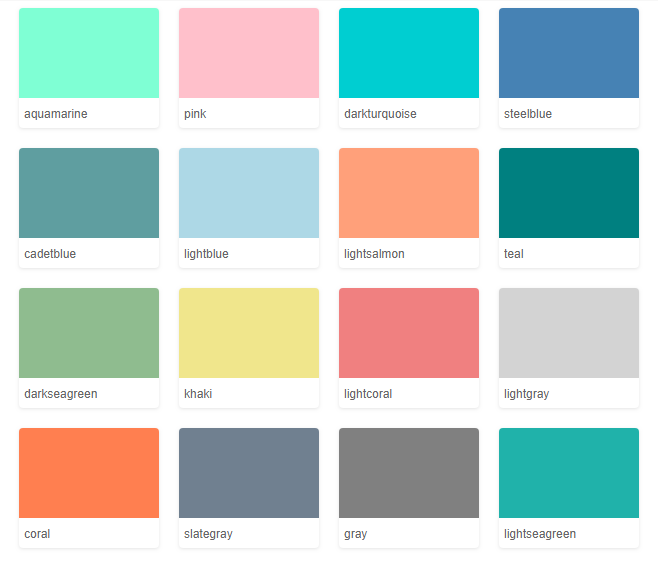 aquamarine
pink
darkturquoise
steelblue
cadetblue
lightblue
lightsalmon
teal
darkseagreen
khaki
lightcoral
lightgray
coral
slategray
gray
lightseagreen